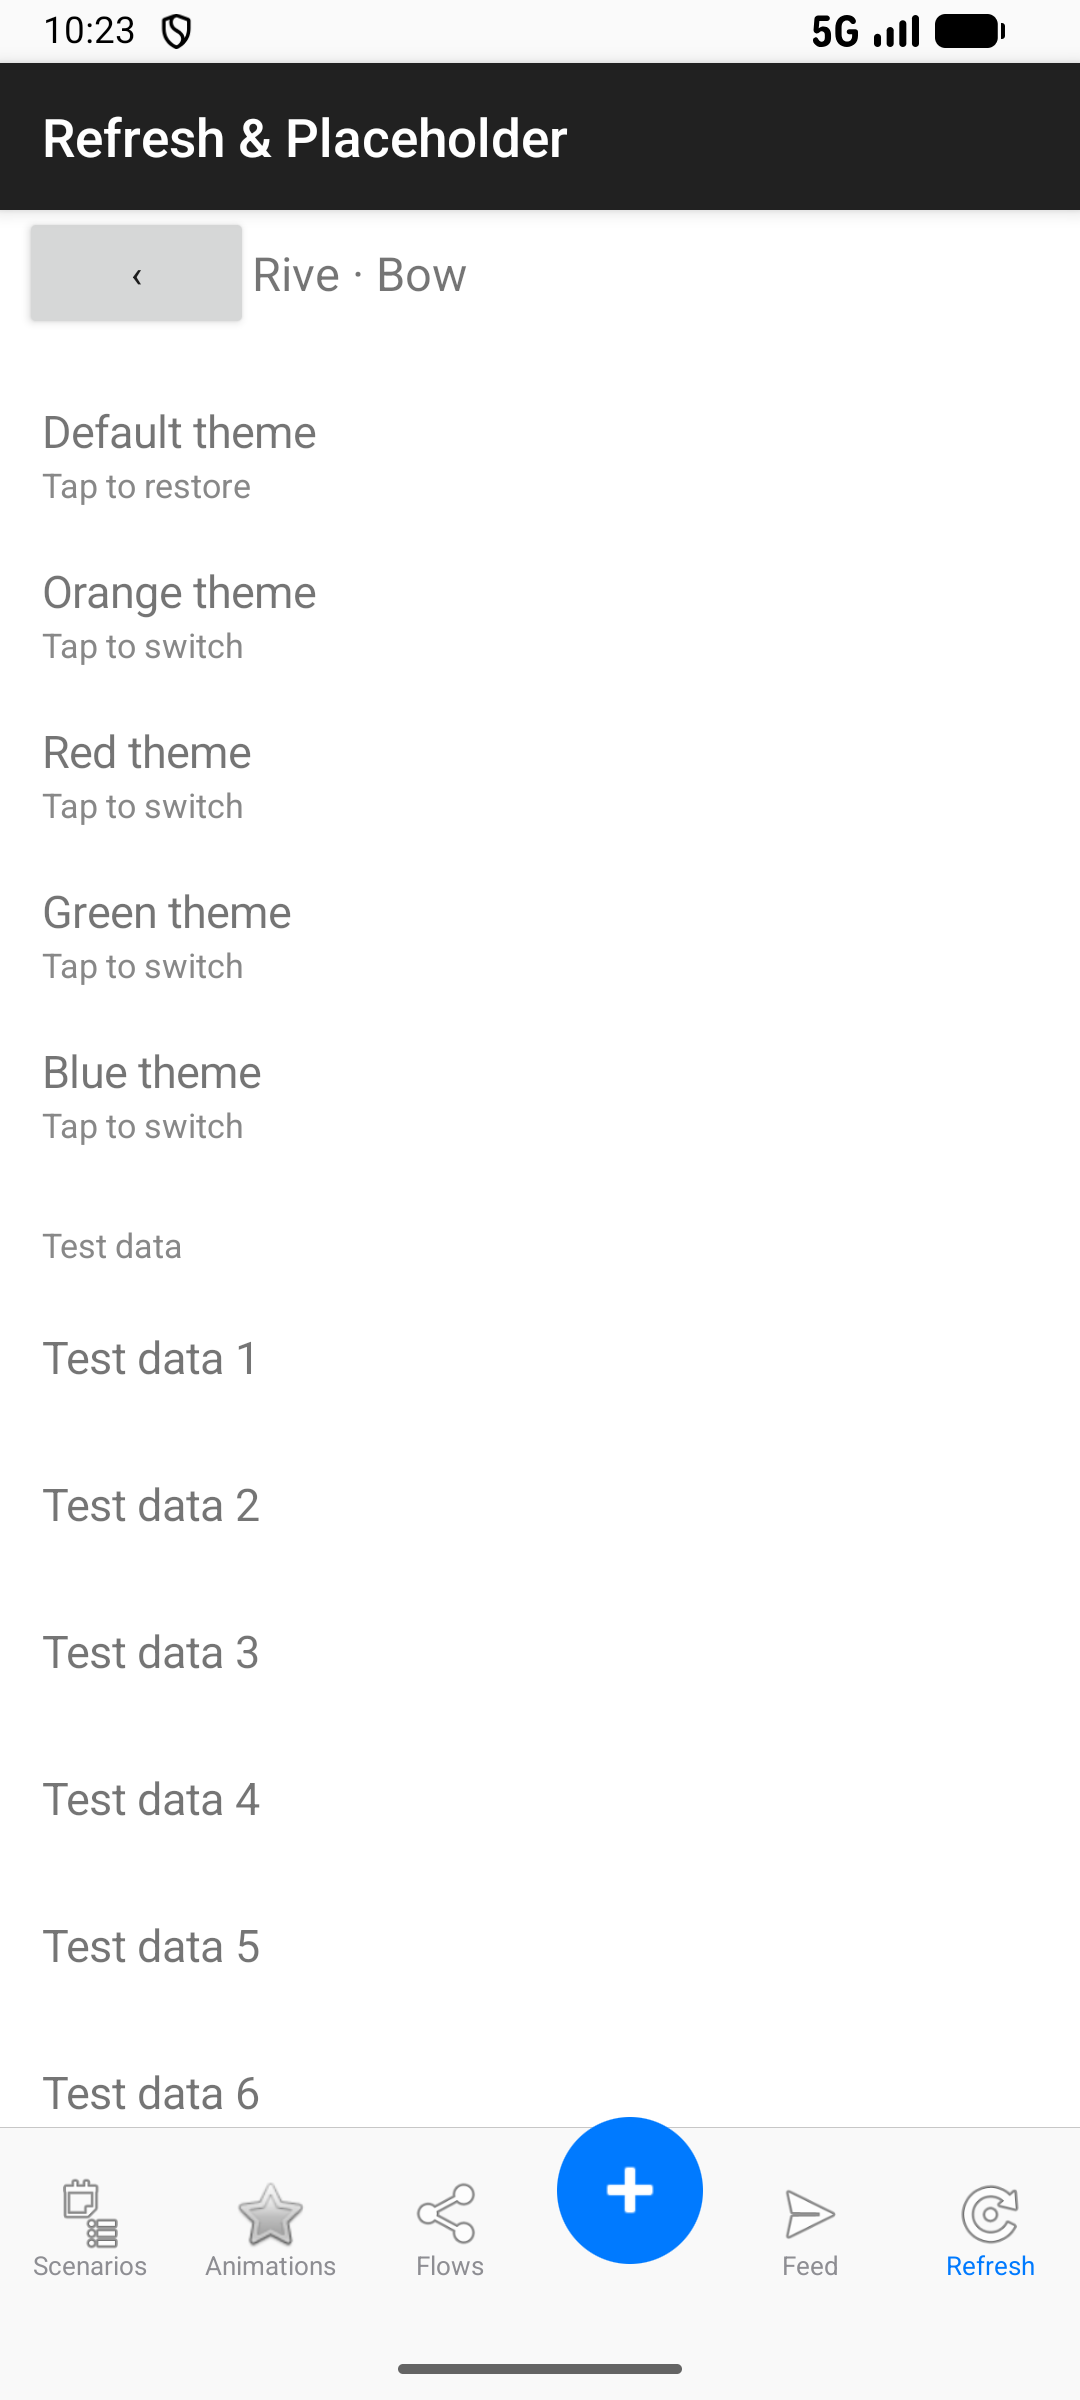 10:23
5G
Refresh & Placeholder
‹
Rive · Bow
Default theme
Tap to restore
Orange theme
Tap to switch
Red theme
Tap to switch
Green theme
Tap to switch
Blue theme
Tap to switch
Test data
Test data 1
Test data 2
Test data 3
Test data 4
Test data 5
Test data 6
Scenarios
Animations
Flows
Feed
Refresh